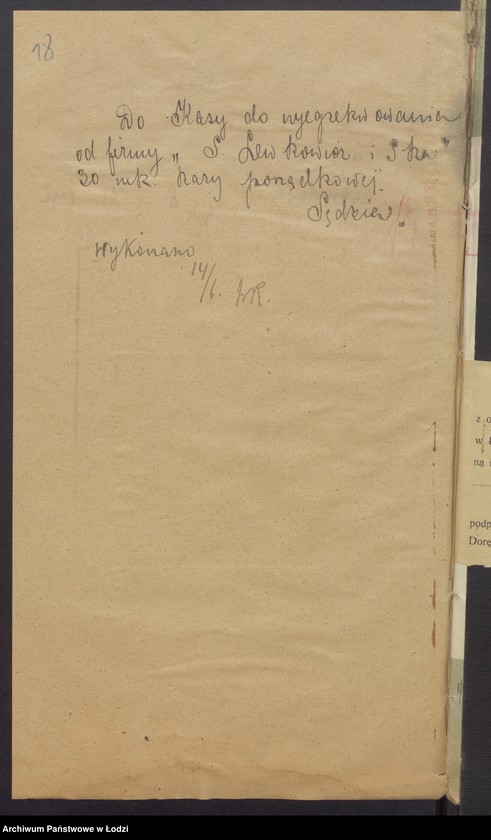 18
Do Kasy do wyegzekwowania
od firmy „S. Lewkowicz i S-ka"
30 mk. kary porządkowej.
Sędzia
Wykonano
14/6.
z o
w
na
podp
Dorę
Archiwum Państwowe w Łodzi